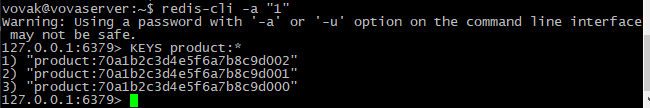 vovak@vovaserver:~$ redis-cli -a "1"
Warning: Using a password with '-a' or '-u' option on the command line interface
 may not be safe.
127.0.0.1:6379> KEYS product:*
1) "product:70a1b2c3d4e5f6a7b8c9d002"
2) "product:70a1b2c3d4e5f6a7b8c9d001"
3) "product:70a1b2c3d4e5f6a7b8c9d000"
127.0.0.1:6379>